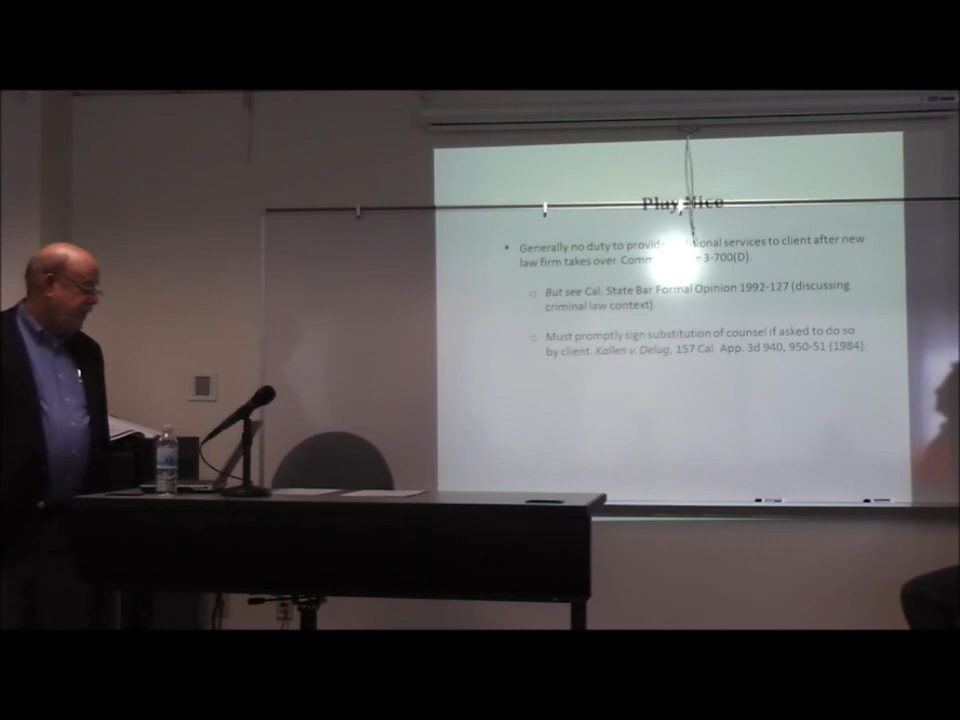 Play Nice
• Generally no duty to provide services to client after new
law firm takes over 3-700(D).
○ But see Cal. State Bar Formal Opinion 1992-127 (discussing
criminal law context).
○ Must promptly sign substitution of counsel if asked to do so
by client. Kallen v. Delug, 157 Cal. App. 3d 940, 950-51 (1984).